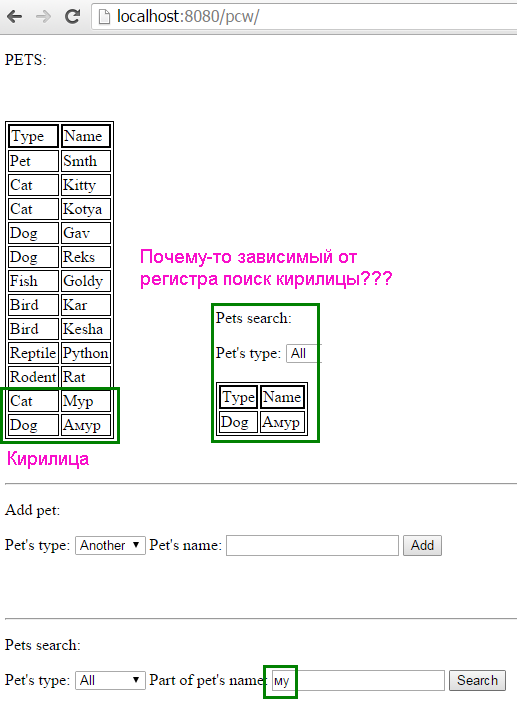 localhost:8080/pcw/
PETS:
Type Name
Pet Smth
Cat Kitty
Cat Kotya
Dog Gav
Dog Reks
Fish Goldy
Bird Kar
Bird Kesha
Reptile Python
Rodent Rat
Cat Мур
Dog Амур
Кирилица
Почему-то зависимый от
регистра поиск кирилицы???
Pets search:
Pet's type: All
Type Name
Dog Амур
Add pet:
Pet's type: Another Pet's name: Add
Pets search:
Pet's type: All Part of pet's name: му Search